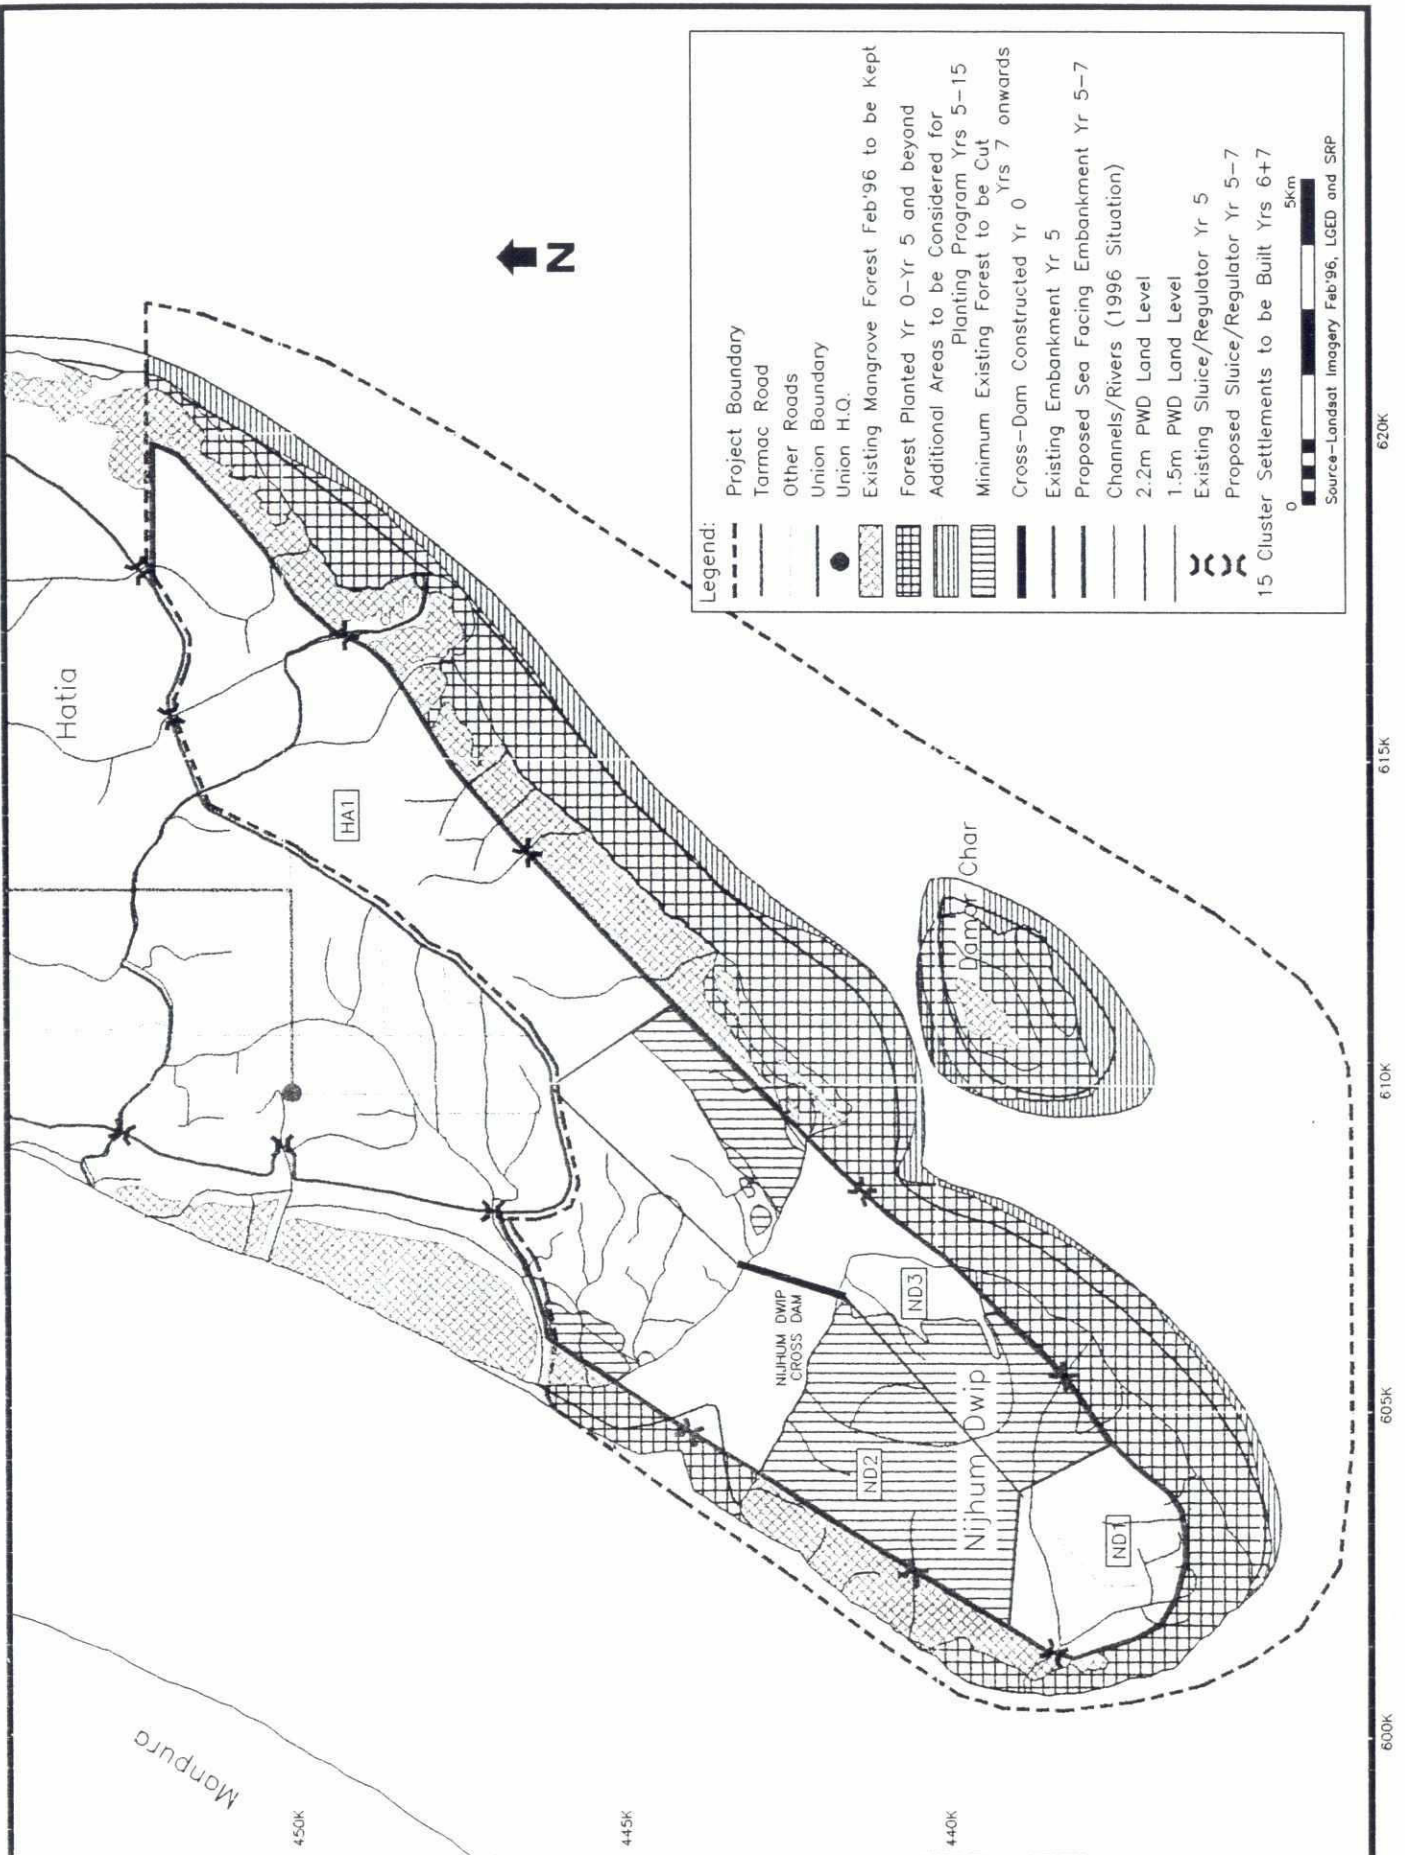 Hatia
HA1
Damar Char
NIJHUM DWIP
CROSS DAM
ND3
ND2
Nijhum Dwip
ND1
Manpura
N
Legend:
Project Boundary
Tarmac Road
Other Roads
Union Boundary
Union H.Q.
Existing Mangrove Forest Feb'96 to be Kept
Forest Planted Yr 0-Yr 5 and beyond
Additional Areas to be Considered for
Planting Program Yrs 5-15
Minimum Existing Forest to be Cut
Yrs 7 onwards
Cross-Dam Constructed Yr 0
Existing Embankment Yr 5
Proposed Sea Facing Embankment Yr 5-7
Channels/Rivers (1996 Situation)
2.2m PWD Land Level
1.5m PWD Land Level
Existing Sluice/Regulator Yr 5
Proposed Sluice/Regulator Yr 5-7
15 Cluster Settlements to be Built Yrs 6+7
0 5Km
Source-Landsat Imagery Feb'96, LGED and SRP
450K
445K
440K
600K
605K
610K
615K
620K